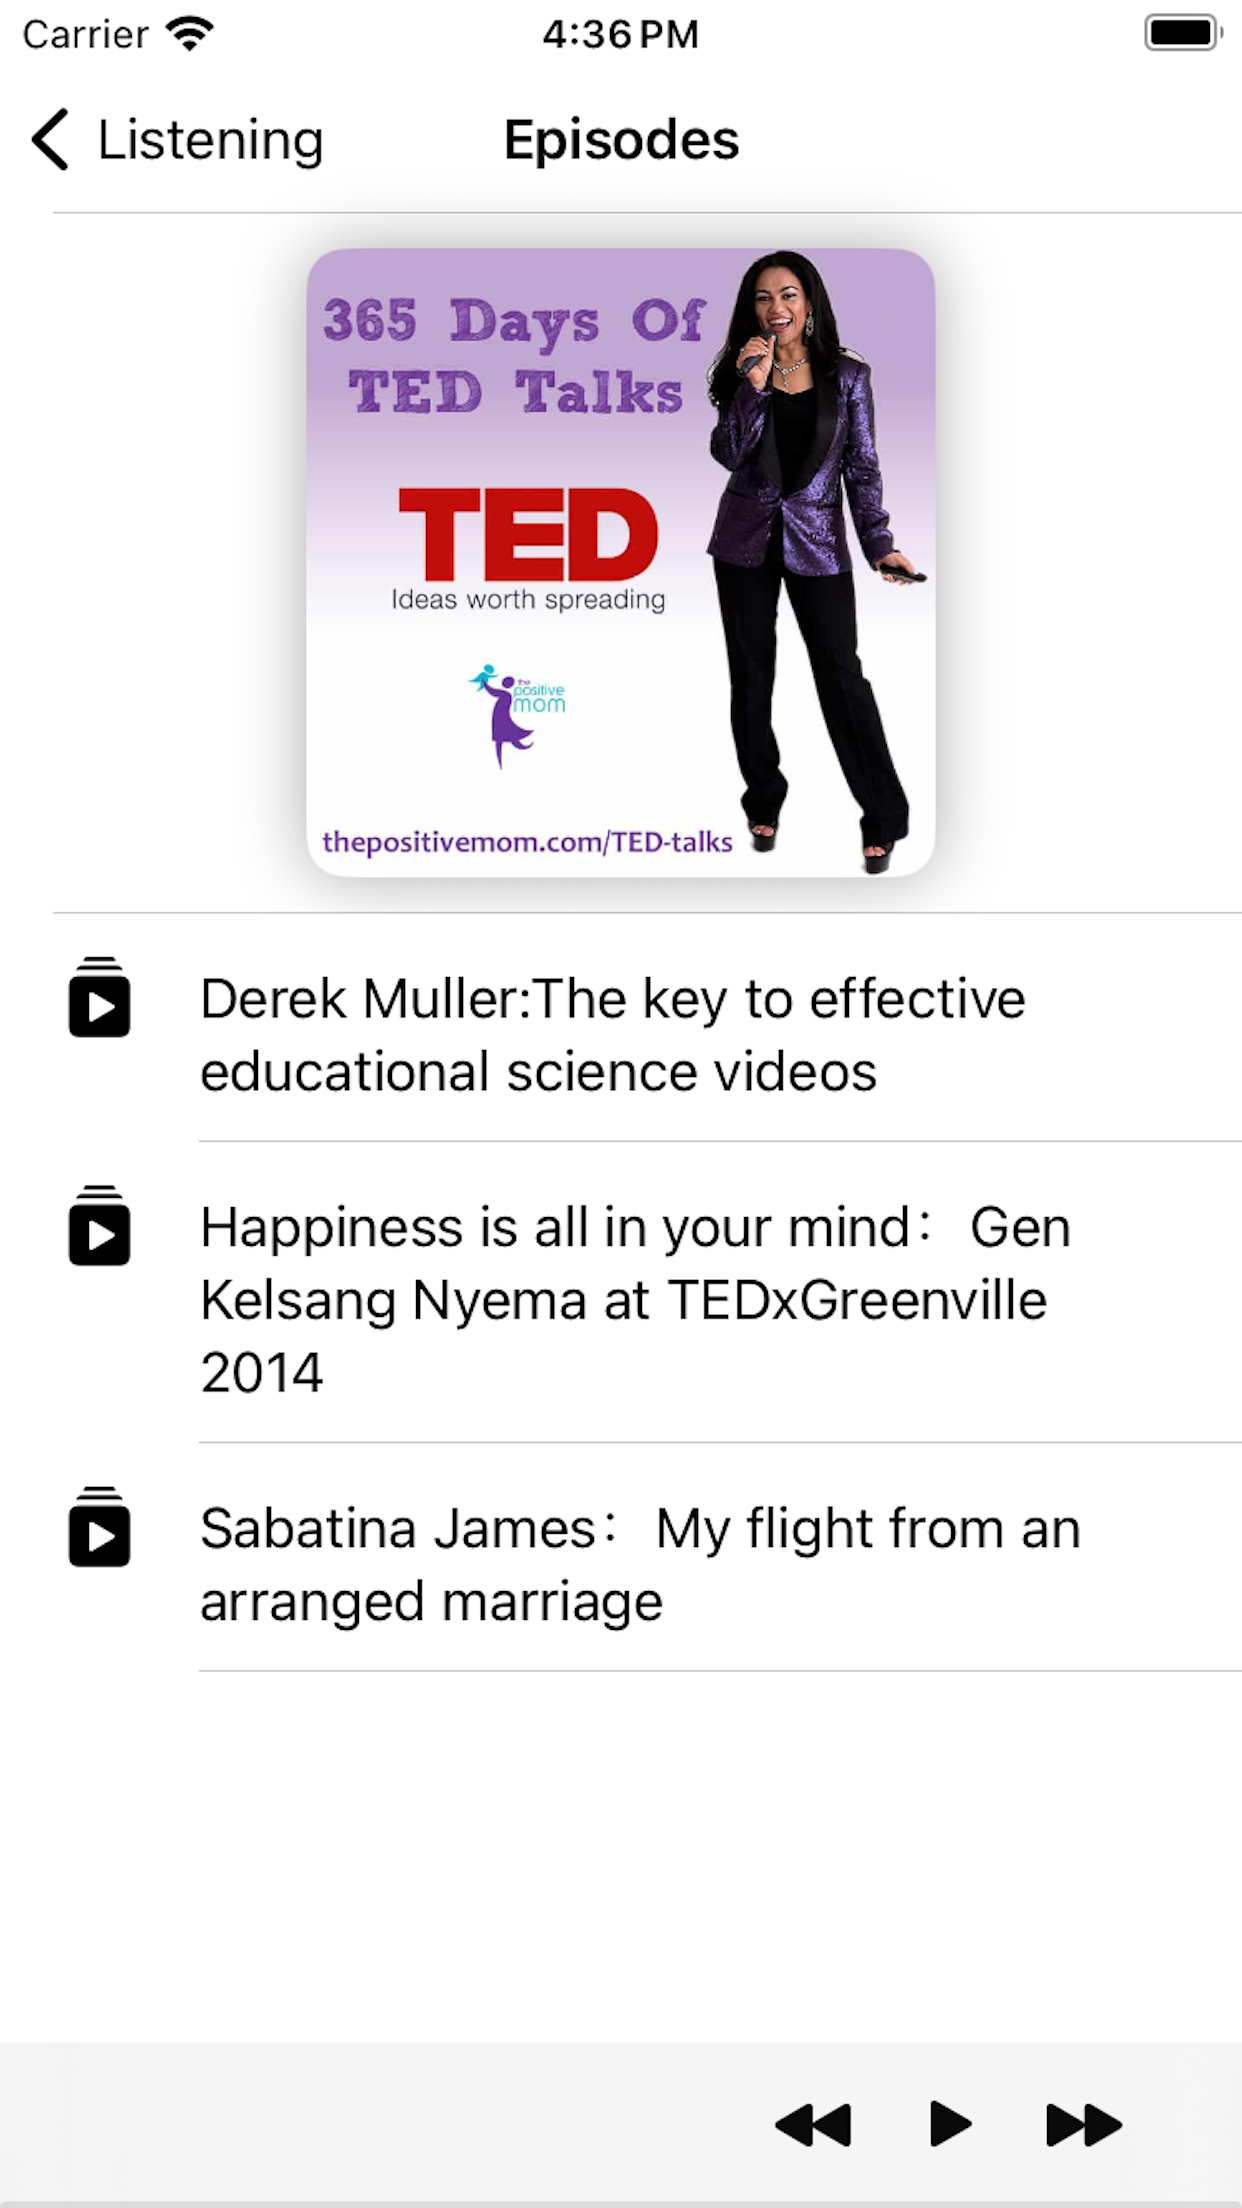 Carrier 4:36 PM
Listening Episodes
365 Days Of
TED Talks
TED
Ideas worth spreading
the
positive
mom
thepositivemom.com/TED-talks
Derek Muller:The key to effective
educational science videos
Happiness is all in your mind： Gen
Kelsang Nyema at TEDxGreenville
2014
Sabatina James： My flight from an
arranged marriage